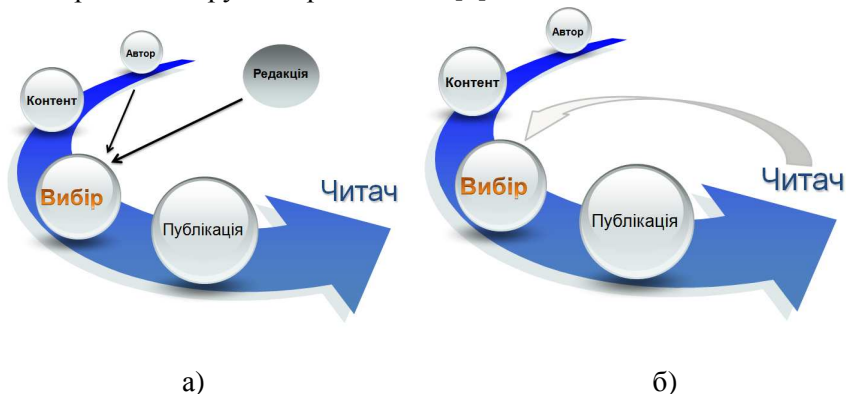 Автор
Редакція
Контент
Вибір
Читач
Публікація
а)
Автор
Контент
Вибір
Читач
Публікація
б)